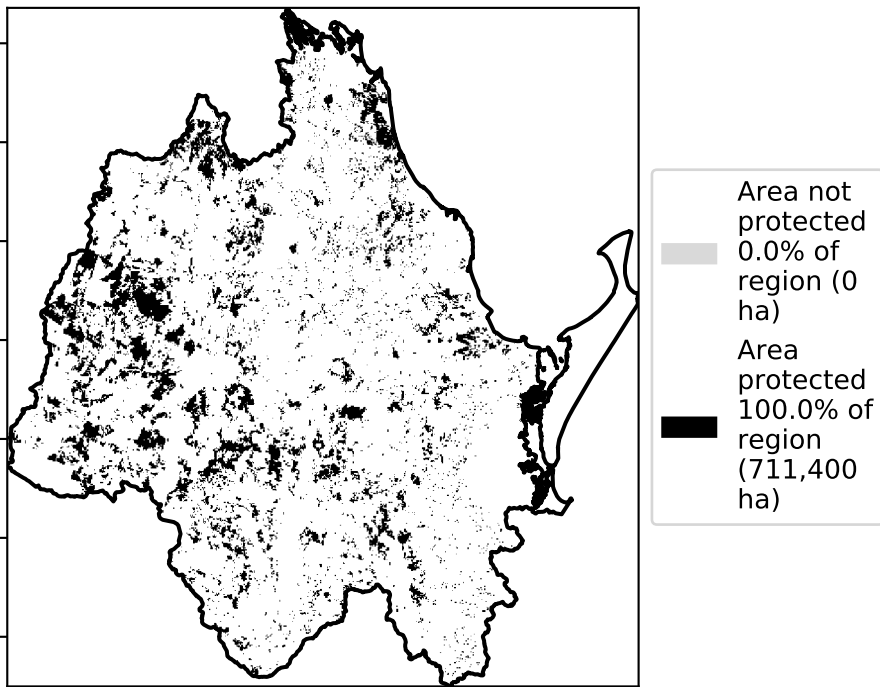 Area not
protected
0.0% of
region (0
ha)
Area
protected
100.0% of
region
(711,400
ha)